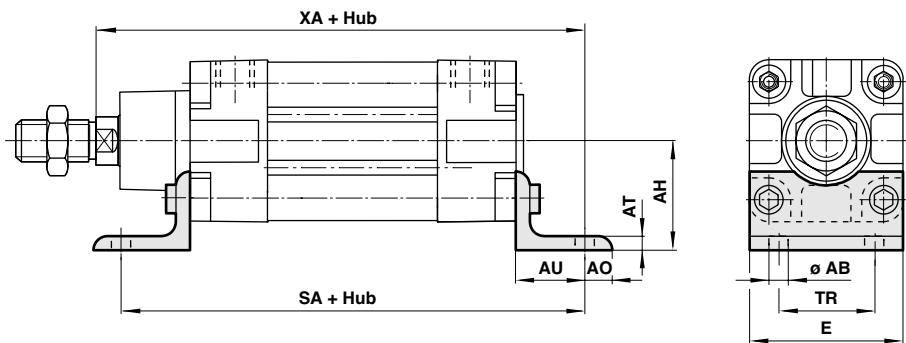 XA + Hub
AT
AH
AU
AO
SA + Hub
ø AB
TR
E